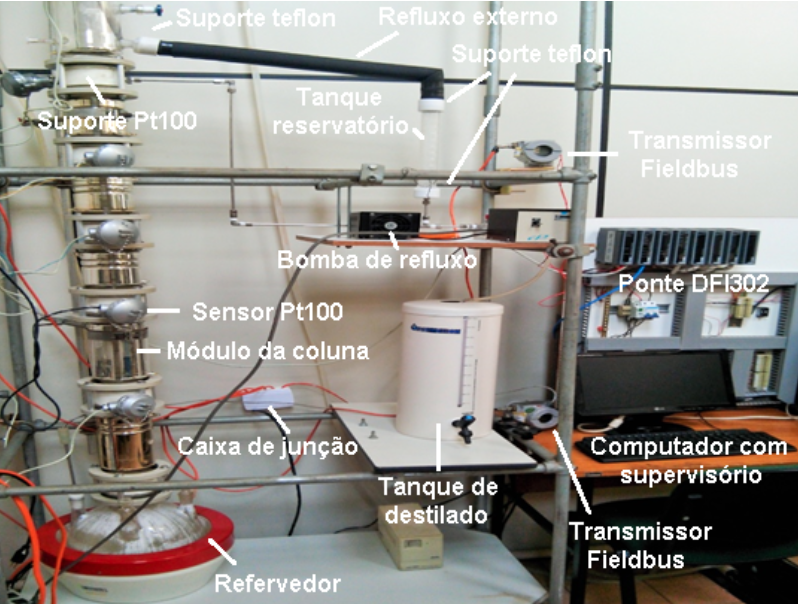 Suporte teflon
Refluxo externo
Suporte teflon
Tanque
reservatório
Suporte Pt100
Transmissor
Fieldbus
Bomba de refluxo
Ponte DFI302
Sensor Pt100
Módulo da coluna
Caixa de junção
Computador com
supervisório
Tanque de
destilado
Transmissor
Fieldbus
Refervedor